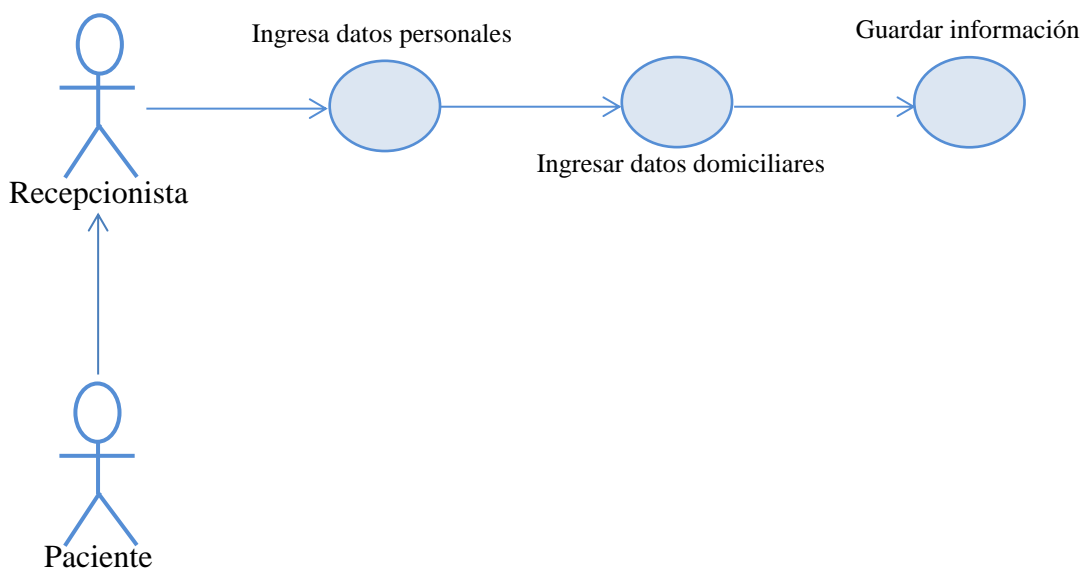 Ingresa datos personales
Guardar información
Ingresar datos domiciliares
Recepcionista
Paciente